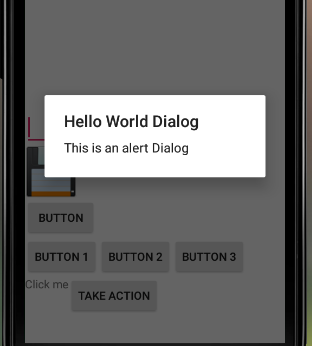 Hello World Dialog
This is an alert Dialog
BUTTON
BUTTON 1 BUTTON 2 BUTTON 3
Click me TAKE ACTION